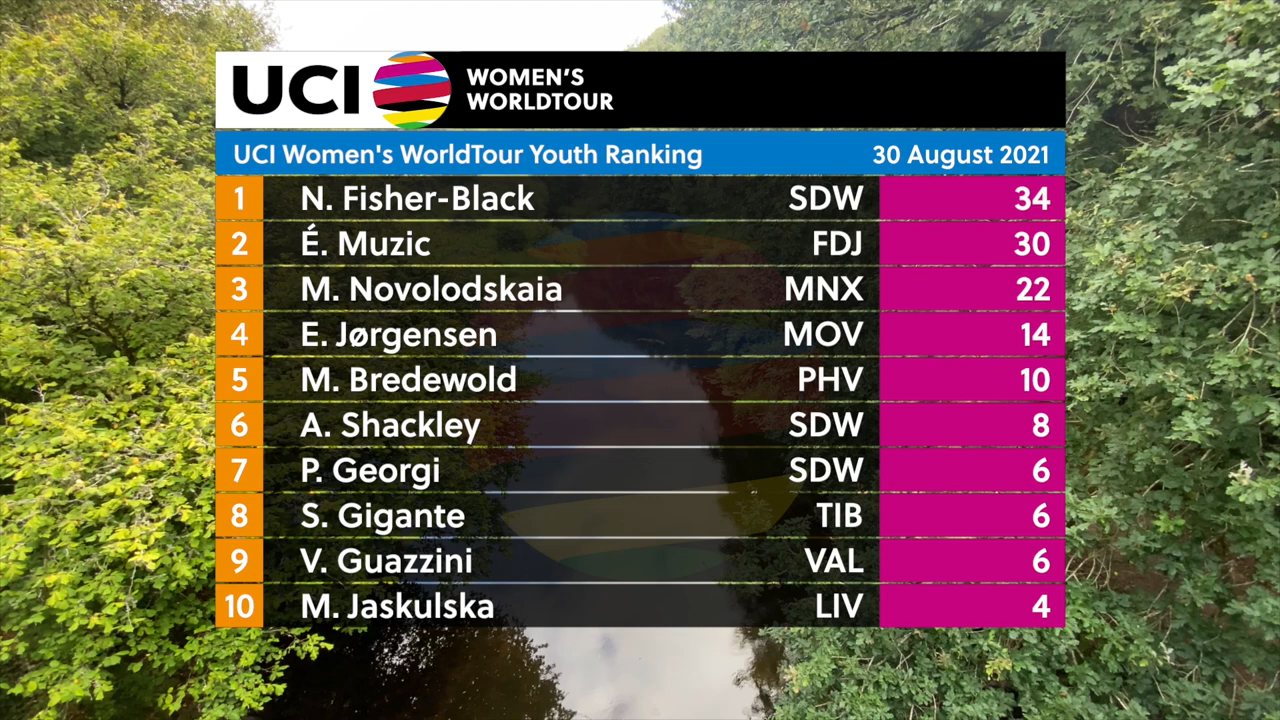 UCI WOMEN'S
WORLDTOUR
UCI Women's WorldTour Youth Ranking 30 August 2021
1 N. Fisher-Black SDW 34
2 É. Muzic FDJ 30
3 M. Novolodskaia MNX 22
4 E. Jørgensen MOV 14
5 M. Bredewold PHV 10
6 A. Shackley SDW 8
7 P. Georgi SDW 6
8 S. Gigante TIB 6
9 V. Guazzini VAL 6
10 M. Jaskulska LIV 4